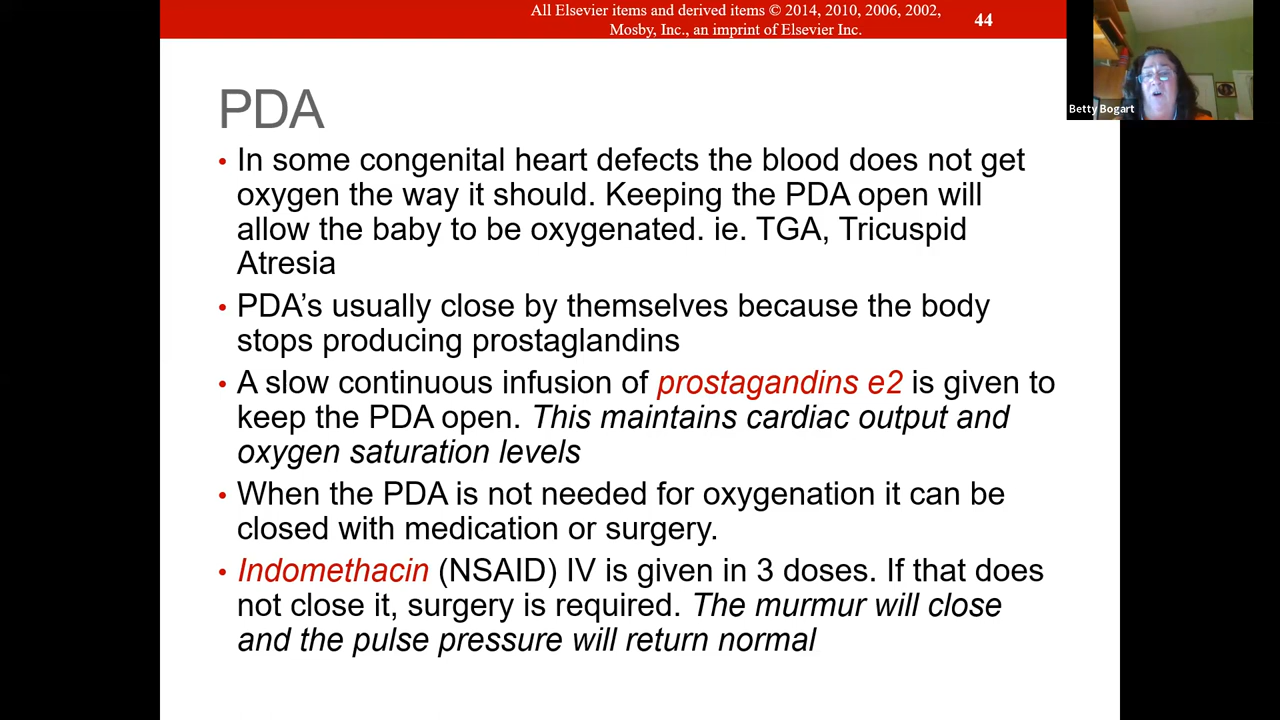 All Elsevier items and derived items © 2014, 2010, 2006, 2002,
Mosby, Inc., an imprint of Elsevier Inc.
44
Betty Bogart
PDA
• In some congenital heart defects the blood does not get
oxygen the way it should. Keeping the PDA open will
allow the baby to be oxygenated. ie. TGA, Tricuspid
Atresia
• PDA’s usually close by themselves because the body
stops producing prostaglandins
• A slow continuous infusion of prostagandins e2 is given to
keep the PDA open. This maintains cardiac output and
oxygen saturation levels
• When the PDA is not needed for oxygenation it can be
closed with medication or surgery.
• Indomethacin (NSAID) IV is given in 3 doses. If that does
not close it, surgery is required. The murmur will close
and the pulse pressure will return normal